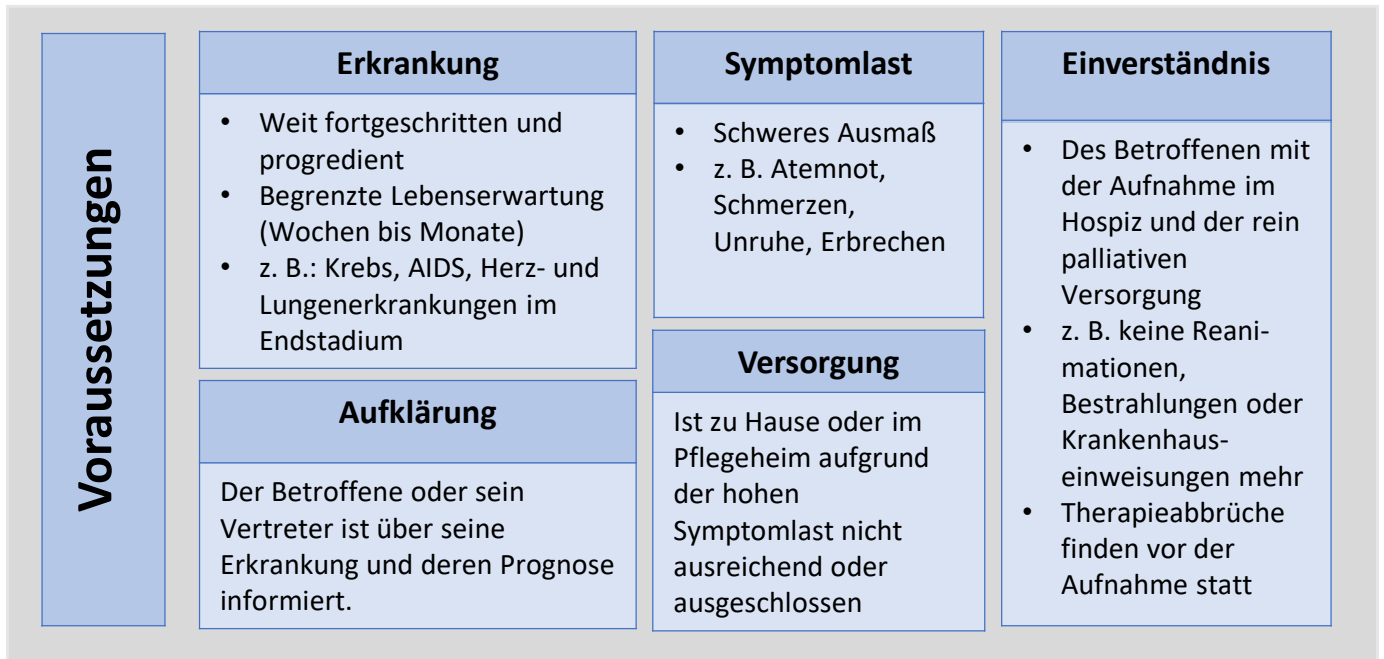 Voraussetzungen
Erkrankung
• Weit fortgeschritten und
progredient
• Begrenzte Lebenserwartung
(Wochen bis Monate)
• z. B.: Krebs, AIDS, Herz- und
Lungenerkrankungen im
Endstadium
Aufklärung
Der Betroffene oder sein
Vertreter ist über seine
Erkrankung und deren Prognose
informiert.
Symptomlast
• Schweres Ausmaß
• z. B. Atemnot,
Schmerzen,
Unruhe, Erbrechen
Versorgung
Ist zu Hause oder im
Pflegeheim aufgrund
der hohen
Symptomlast nicht
ausreichend oder
ausgeschlossen
Einverständnis
• Des Betroffenen mit
der Aufnahme im
Hospiz und der rein
palliativen
Versorgung
• z. B. keine Reani-
mationen,
Bestrahlungen oder
Krankenhaus-
einweisungen mehr
• Therapieabbrüche
finden vor der
Aufnahme statt